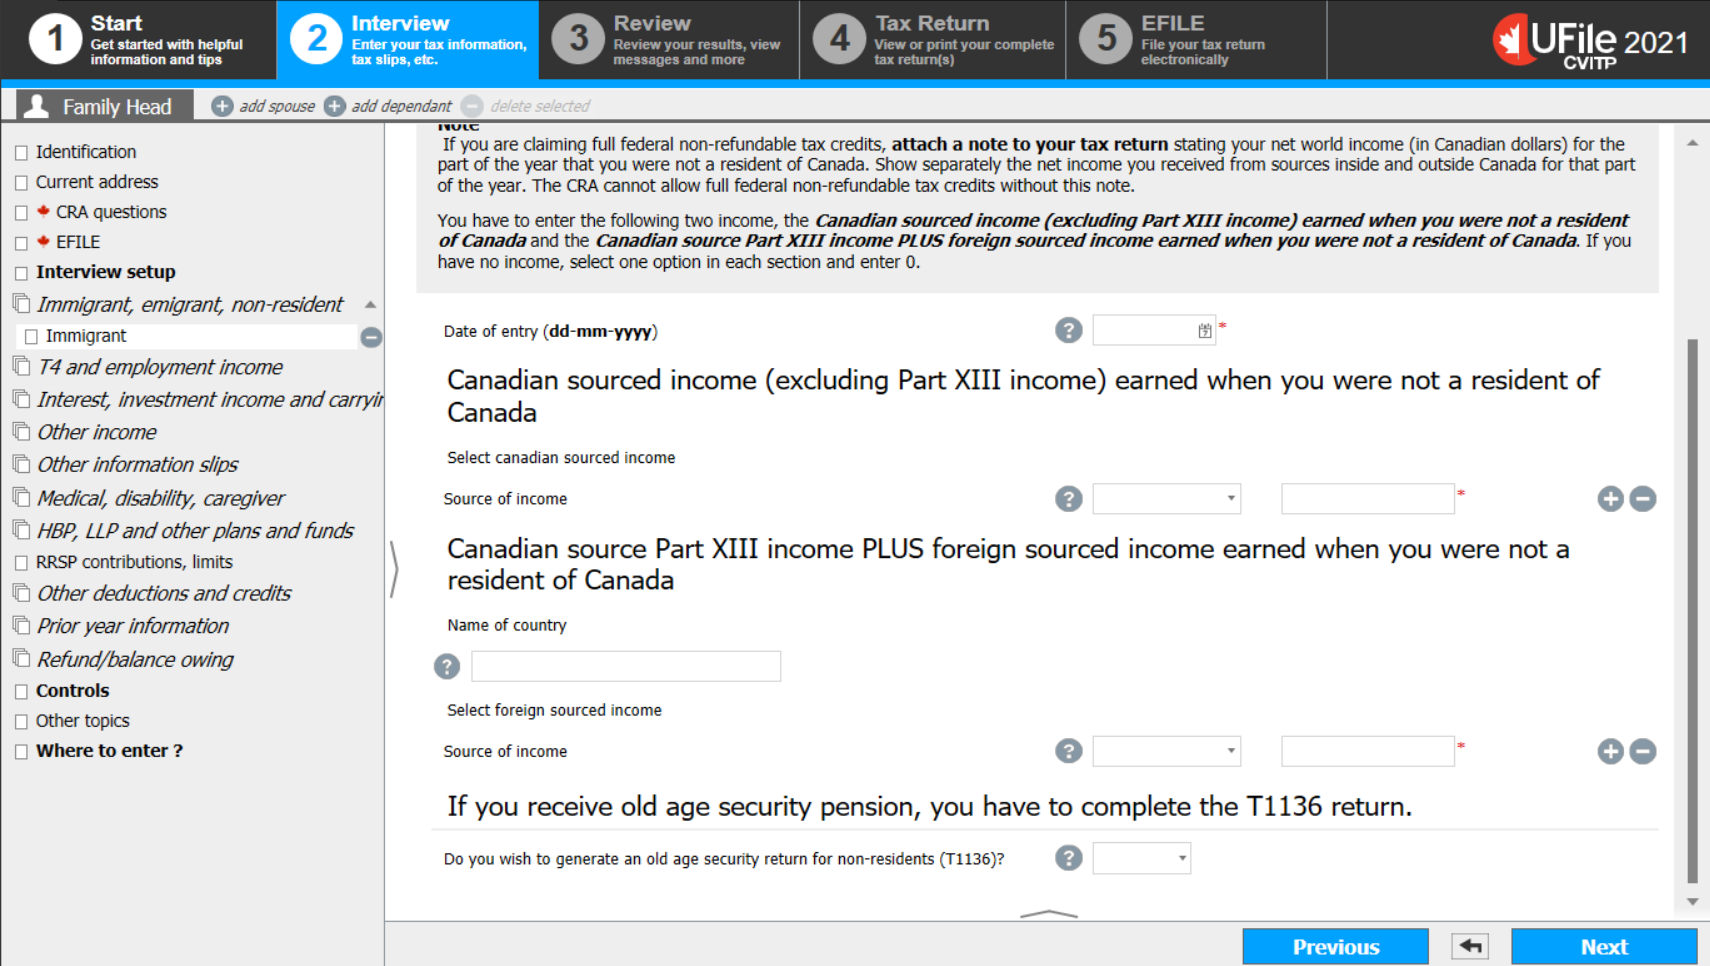 1 Start
Get started with helpful
information and tips
2 Interview
Enter your tax information,
tax slips, etc.
3 Review
Review your results, view
messages and more
4 Tax Return
View or print your complete
tax return(s)
5 EFILE
File your tax return
electronically
UFile 2021
CVITP
Family Head
add spouse
add dependant
delete selected
Identification
Current address
CRA questions
EFILE
Interview setup
Immigrant, emigrant, non-resident
Immigrant
T4 and employment income
Interest, investment income and carryin
Other income
Other information slips
Medical, disability, caregiver
HBP, LLP and other plans and funds
RRSP contributions, limits
Other deductions and credits
Prior year information
Refund/balance owing
Controls
Other topics
Where to enter ?
Note
If you are claiming full federal non-refundable tax credits, attach a note to your tax return stating your net world income (in Canadian dollars) for the
part of the year that you were not a resident of Canada. Show separately the net income you received from sources inside and outside Canada for that part
of the year. The CRA cannot allow full federal non-refundable tax credits without this note.
You have to enter the following two income, the Canadian sourced income (excluding Part XIII income) earned when you were not a resident
of Canada and the Canadian source Part XIII income PLUS foreign sourced income earned when you were not a resident of Canada. If you
have no income, select one option in each section and enter 0.
Date of entry (dd-mm-yyyy) ? *
Canadian sourced income (excluding Part XIII income) earned when you were not a resident of
Canada
Select canadian sourced income
Source of income ? *
Canadian source Part XIII income PLUS foreign sourced income earned when you were not a
resident of Canada
Name of country
?
Select foreign sourced income
Source of income ? *
If you receive old age security pension, you have to complete the T1136 return.
Do you wish to generate an old age security return for non-residents (T1136)? ?
Previous
Next